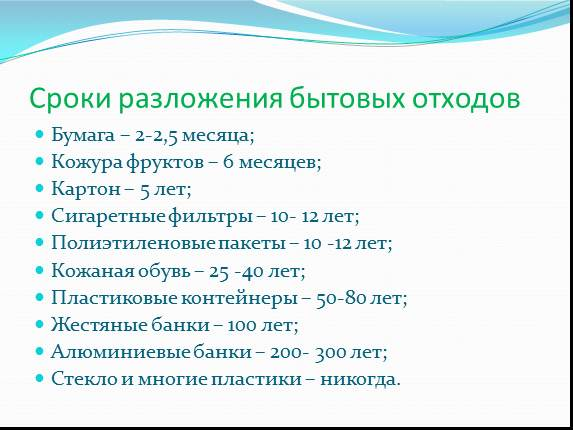 Сроки разложения бытовых отходов
Бумага – 2-2,5 месяца;
Кожура фруктов – 6 месяцев;
Картон – 5 лет;
Сигаретные фильтры – 10- 12 лет;
Полиэтиленовые пакеты – 10 -12 лет;
Кожаная обувь – 25 -40 лет;
Пластиковые контейнеры – 50-80 лет;
Жестяные банки – 100 лет;
Алюминиевые банки – 200- 300 лет;
Стекло и многие пластики – никогда.